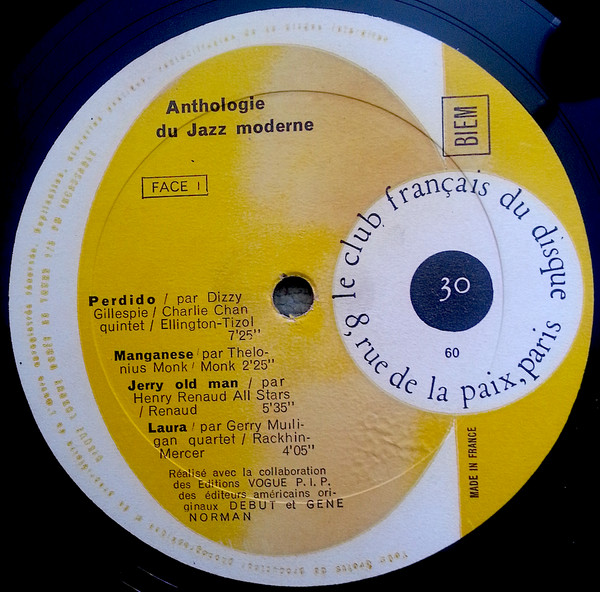 Anthologie
du Jazz moderne
BIEM
FACE I
le club français du disque
8, rue de la paix, paris
30
60
Perdido / par Dizzy
Gillespie / Charlie Chan
quintet / Ellington-Tizol
7'25''
Manganese / par Thelo-
nius Monk / Monk 2'25''
Jerry old man / par
Henry Renaud All Stars
/ Renaud 5'35''
Laura / par Gerry Mulli-
gan quartet / Rackhin-
Mercer 4'05''
Réalisé avec la collaboration
des Editions VOGUE P.I.P.
des éditeurs américains ori-
ginaux DEBUT et GENE
NORMAN
MADE IN FRANCE